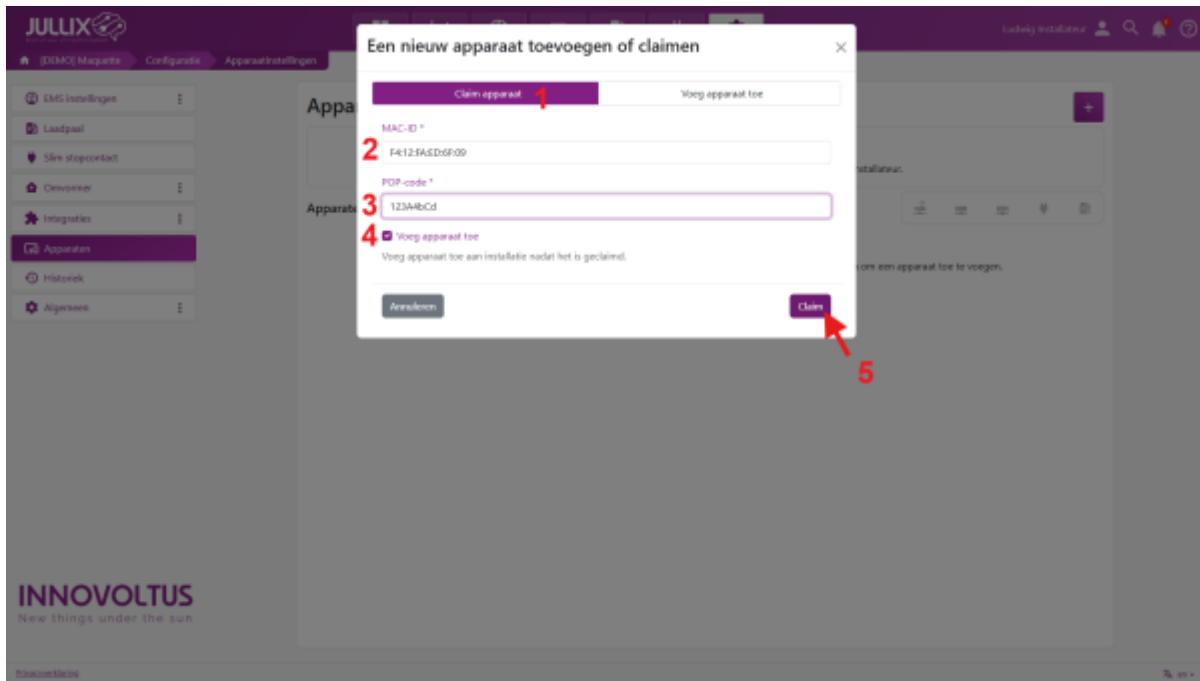 JULLIX
Ludwig Installateur
[DEMO] Maquette
Configuratie
Apparaatinstellingen
EMS instellingen
Laadpaal
Slim stopcontact
Omvormer
Integraties
Apparaten
Historiek
Algemeen
INNOVOLTUS
New things under the sun
Privacyverklaring
Appa
+
nstallateur.
Apparate
om een apparaat toe te voegen.
Een nieuw apparaat toevoegen of claimen
×
Claim apparaat
1
Voeg apparaat toe
MAC-ID *
2
F4:12:FA:ED:6F:09
POP-code *
3
123A4bCd
4
Voeg apparaat toe
Voeg apparaat toe aan installatie nadat het is geclaimd.
Annuleren
Claim
5